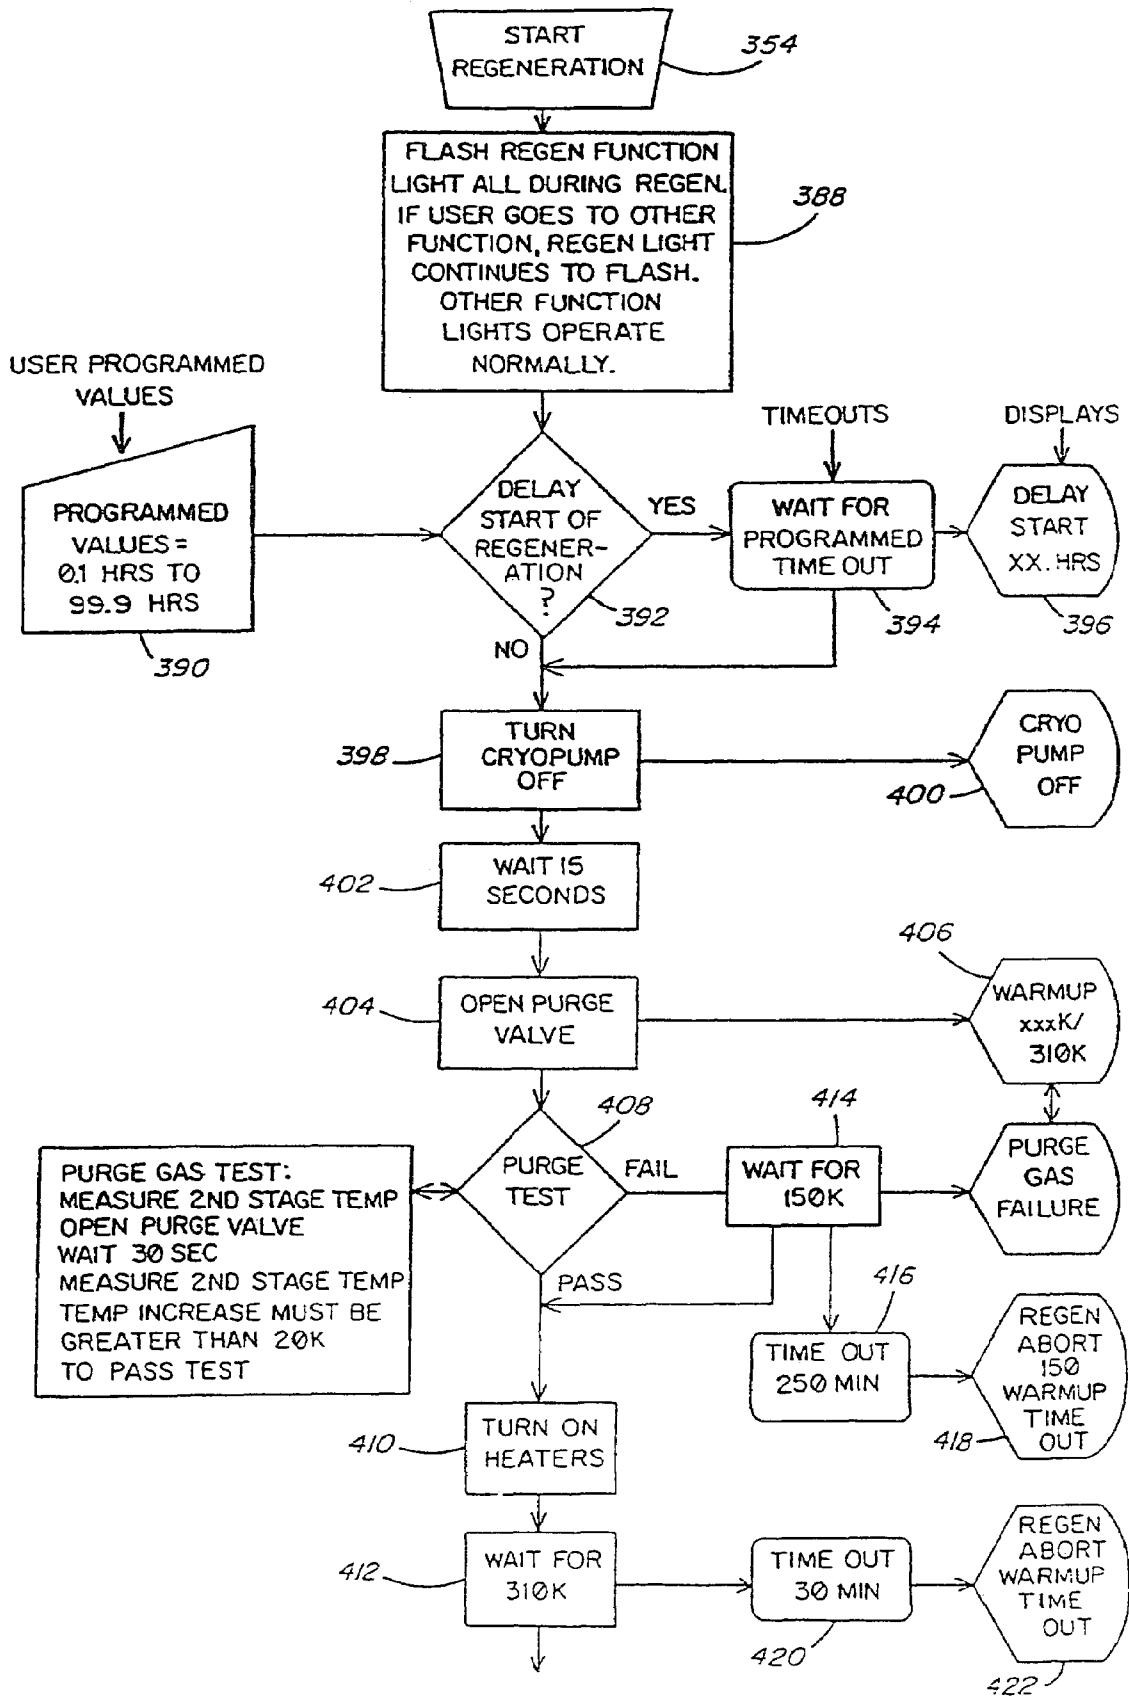 START
REGENERATION
354
FLASH REGEN FUNCTION
LIGHT ALL DURING REGEN.
IF USER GOES TO OTHER
FUNCTION, REGEN LIGHT
CONTINUES TO FLASH.
OTHER FUNCTION
LIGHTS OPERATE
NORMALLY.
388
USER PROGRAMMED
VALUES
PROGRAMMED
VALUES =
0.1 HRS TO
99.9 HRS
390
DELAY
START OF
REGENER-
ATION
?
392
YES
NO
TIMEOUTS
WAIT FOR
PROGRAMMED
TIME OUT
394
DISPLAYS
DELAY
START
XX. HRS
396
TURN
CRYOPUMP
OFF
398
CRYO
PUMP
OFF
400
WAIT 15
SECONDS
402
OPEN PURGE
VALVE
404
406
WARMUP
xxxK/
310K
PURGE
TEST
408
FAIL
PASS
PURGE GAS TEST:
MEASURE 2ND STAGE TEMP
OPEN PURGE VALVE
WAIT 30 SEC
MEASURE 2ND STAGE TEMP
TEMP INCREASE MUST BE
GREATER THAN 20K
TO PASS TEST
414
WAIT FOR
150K
PURGE
GAS
FAILURE
416
TIME OUT
250 MIN
REGEN
ABORT
150
WARMUP
TIME
OUT
418
TURN ON
HEATERS
410
WAIT FOR
310K
412
TIME OUT
30 MIN
420
REGEN
ABORT
WARMUP
TIME
OUT
422